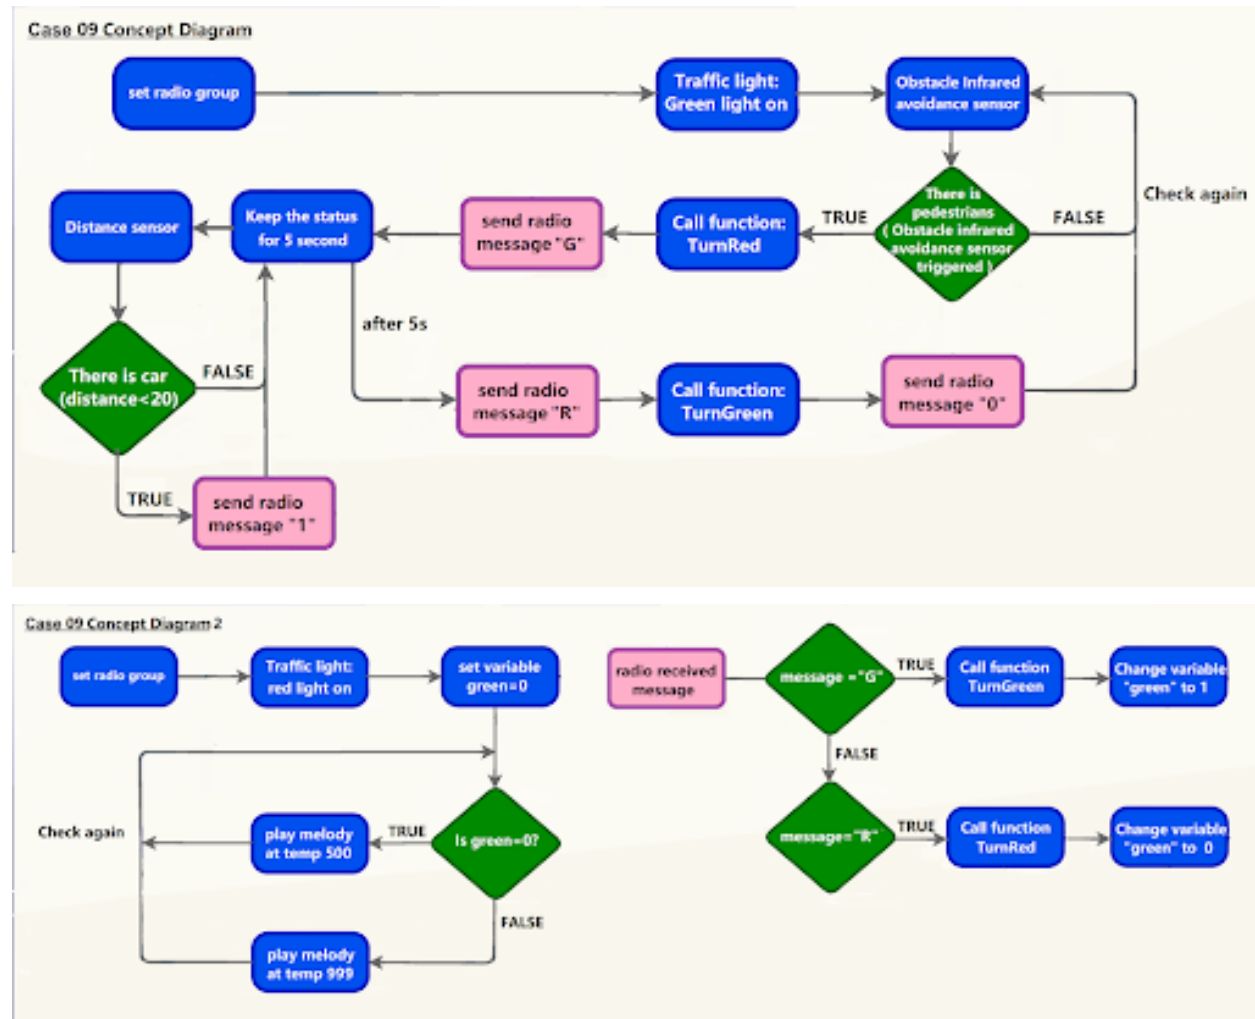 Case 09 Concept Diagram
set radio group
Traffic light:
Green light on
Obstacle Infrared
avoidance sensor
There is
pedestrians
( Obstacle infrared
avoidance sensor
triggered )
TRUE
FALSE
Check again
Call function:
TurnRed
send radio
message "G"
Keep the status
for 5 second
Distance sensor
after 5s
There is car
(distance<20)
FALSE
TRUE
send radio
message "1"
send radio
message "R"
Call function:
TurnGreen
send radio
message "0"
Case 09 Concept Diagram 2
set radio group
Traffic light:
red light on
set variable
green=0
Is green=0?
TRUE
play melody
at temp 500
Check again
FALSE
play melody
at temp 999
radio received
message
message ="G"
TRUE
Call function
TurnGreen
Change variable
"green" to 1
FALSE
message="R"
TRUE
Call function
TurnRed
Change variable
"green" to 0